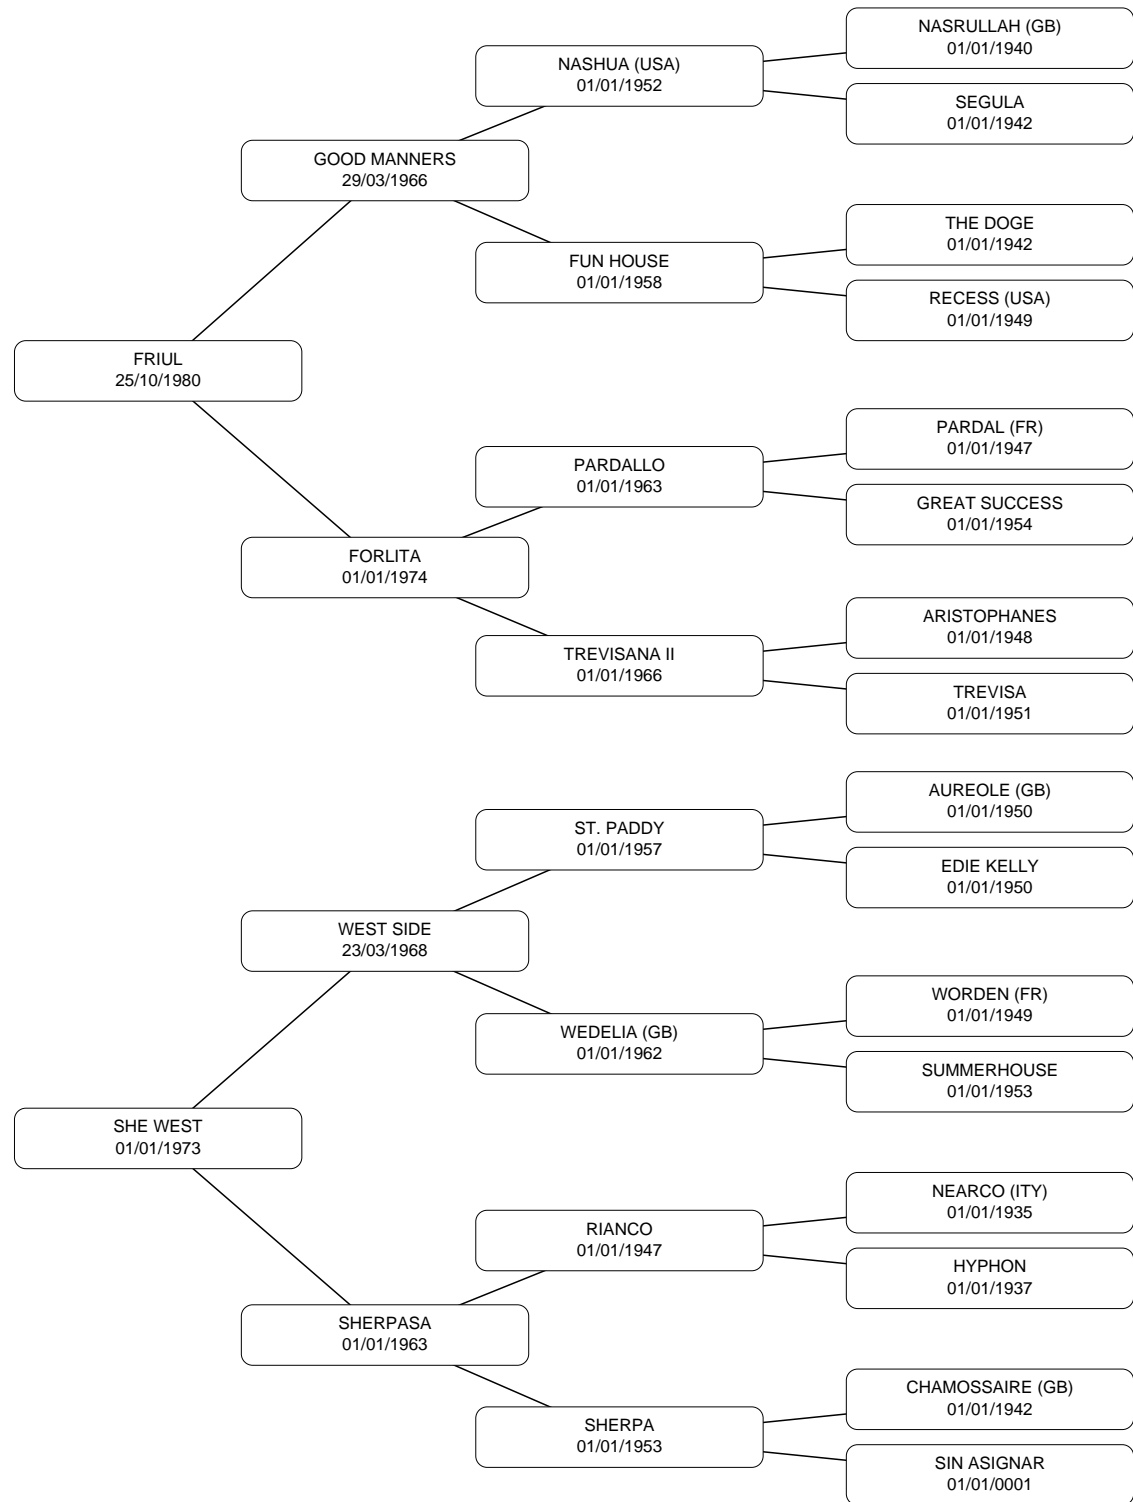 NASRULLAH (GB)
01/01/1940
NASHUA (USA)
01/01/1952
SEGULA
01/01/1942
GOOD MANNERS
29/03/1966
THE DOGE
01/01/1942
FUN HOUSE
01/01/1958
RECESS (USA)
01/01/1949
FRIUL
25/10/1980
PARDAL (FR)
01/01/1947
PARDALLO
01/01/1963
GREAT SUCCESS
01/01/1954
FORLITA
01/01/1974
ARISTOPHANES
01/01/1948
TREVISANA II
01/01/1966
TREVISA
01/01/1951
AUREOLE (GB)
01/01/1950
ST. PADDY
01/01/1957
EDIE KELLY
01/01/1950
WEST SIDE
23/03/1968
WORDEN (FR)
01/01/1949
WEDELIA (GB)
01/01/1962
SUMMERHOUSE
01/01/1953
SHE WEST
01/01/1973
NEARCO (ITY)
01/01/1935
RIANCO
01/01/1947
HYPHON
01/01/1937
SHERPASA
01/01/1963
CHAMOSSAIRE (GB)
01/01/1942
SHERPA
01/01/1953
SIN ASIGNAR
01/01/0001